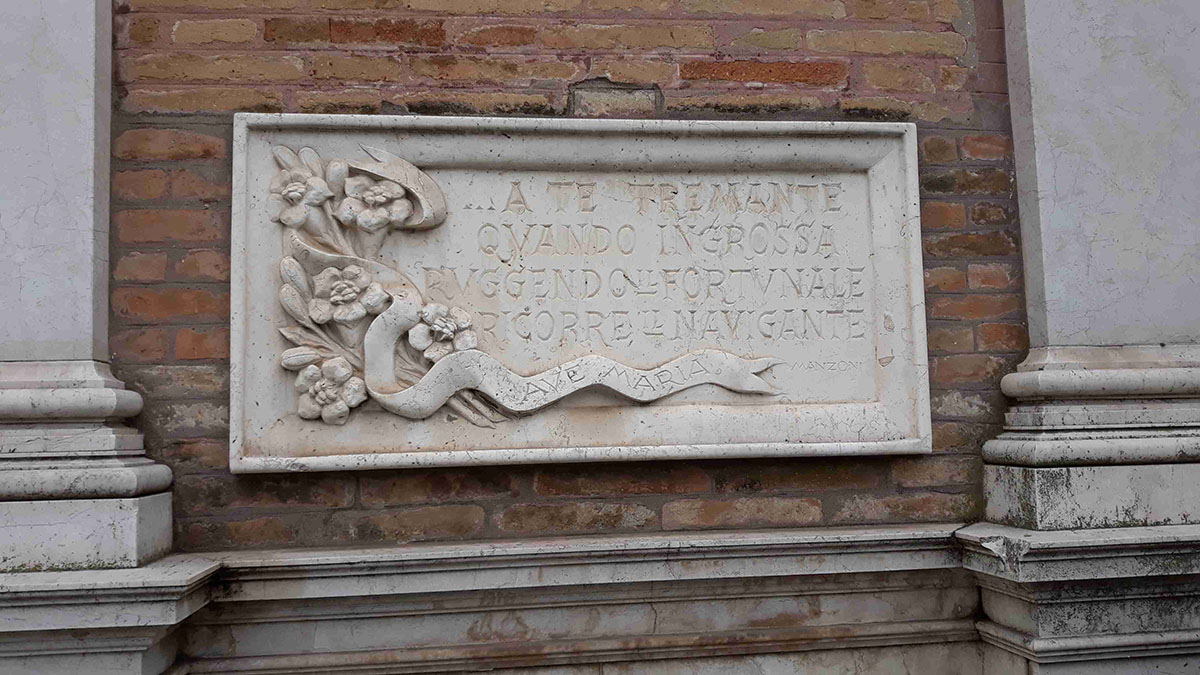 ...A TE TREMANTE
QVANDO INGROSSA
RVGGENDO IL FORTVNALE
RICORRE IL NAVIGANTE
AVE MARIA
MANZONI